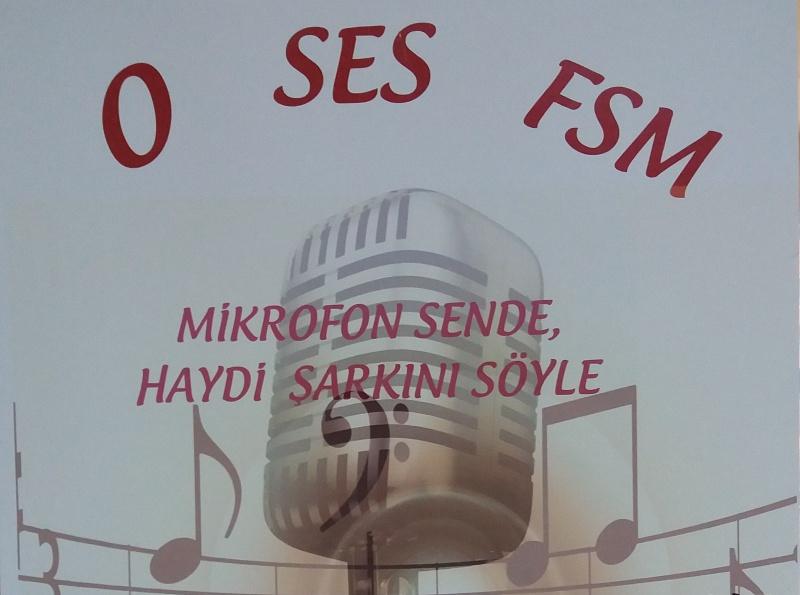 O SES FSM
MİKROFON SENDE,
HAYDİ ŞARKINI SÖYLE